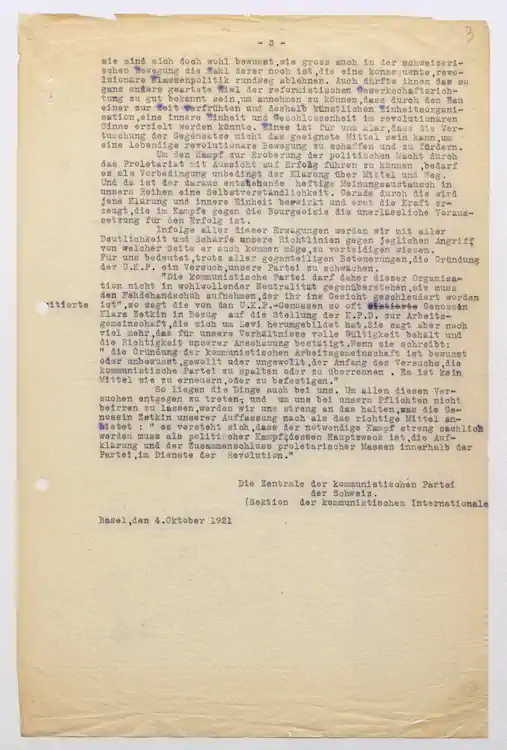 - 3 -
3
sie sind sich doch wohl bewusst,wie gross auch in der schweizeri-
schen Bewegung die Zahl derer noch ist,die eine konsequente,revo-
lutionäre Klassenpolitik rundweg ablehnen. Auch dürfte ihnen das so
ganz anders geartete Ziel der reformistischen Gewerkschaftsrich-
tung zu gut bekannt sein,um annehmen zu können,dass durch den Bau
einer zur Zeit verfrühten und deshalb künstlichen Einheitsorgani-
sation,eine innere Einheit und Geschlossenheit im revolutionären
Sinne erzielt werden könnte. Eines ist für uns klar,dass die Ver-
tuschung der Gegensätze nicht das geeignete Mittel sein kann,um
eine lebendige revolutionäre Bewegung zu schaffen und zu fördern.
Um den Kampf zur Eroberung der politischen Macht durch
das Proletariat mit Aussicht auf Erfolg führen zu können ,bedarf
es als Vorbedingung unbedingt der Klärung über Mittel und Weg.
Und da ist der daraus entstehende heftige Meinungsaustausch in
unsern Reihen eine Selbstverständlichkeit. Gerade durch die wird
jene Klärung und innere Einheit bewirkt und erst die Kraft er-
zeugt,die im Kampfe gegen die Bourgeoisie die unerlässliche Voraus-
setzung für den Erfolg ist.
Infolge aller dieser Erwägungen werden wir mit aller
Deutlichkeit und Schärfe unsere Richtlinien gegen jeglichen Angriff
von welcher Seite er auch kommen möge,zu verteidigen wissen.
Für uns bedeutet,trotz aller gegenteiligen Beteuerungen,die Gründung
der U.K.P. ein Versuch,unsere Partei zu schwächen.
"Die kommunistische Partei darf daher dieser Organisa-
tion nicht in wohlwollender Neutralität gegenüberstehen,sie muss
den Fehdehandschuh aufnehmen,der ihr ins Gesicht geschleudert worden
itierte ist",so sagt die von den U.K.P.-Genossen so oft Genossin
Klara Zetkin in Bezug auf die Stellung der K.P.D. zur Arbeits-
gemeinschaft,die sich um Levi herumgebildet hat.Sie sagt aber noch
viel mehr,das für unsere Verhältnisse volle Gültigkeit behält und
die Richtigkeit unserer Anschauung bestätigt.Wenn sie schreibt:
" die Gründung der kommunistischen Arbeitsgemeinschaft ist bewusst
oder unbewusst,gewollt oder ungewollt,der Anfang des Versuchs,die
kommunistische Partei zu spalten oder zu überrennen . Es ist kein
Mittel sie zu erneuern,oder zu befestigen."
So liegen die Dinge auch bei uns. Um allen diesen Ver-
suchen entgegen zu treten, und um uns bei unsern Pflichten nicht
beirren zu lassen,werden wir uns streng an das halten,was die Ge-
nossin Zetkin unserer Auffassung nach als das richtige Mittel an-
bietet : " es versteht sich,dass der notwendige Kampf streng sachlich
werden muss als politischer Kampf,dessen Hauptzweck ist,die Auf-
klärung und der Zusammenschluss proletarischer Massen innerhalb der
Partei,im Dienste der Revolution."
Die Zentrale der kommunistischen Partei
der Schweiz.
(Sektion der kommunistischen Internationale
Basel,den 4.Oktober 1921